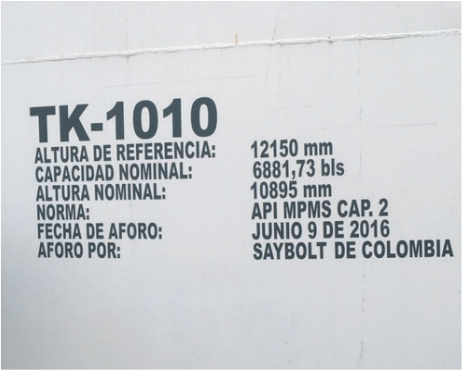 TK-1010
ALTURA DE REFERENCIA: 12150 mm
CAPACIDAD NOMINAL: 6881,73 bls
ALTURA NOMINAL: 10895 mm
NORMA: API MPMS CAP. 2
FECHA DE AFORO: JUNIO 9 DE 2016
AFORO POR: SAYBOLT DE COLOMBIA